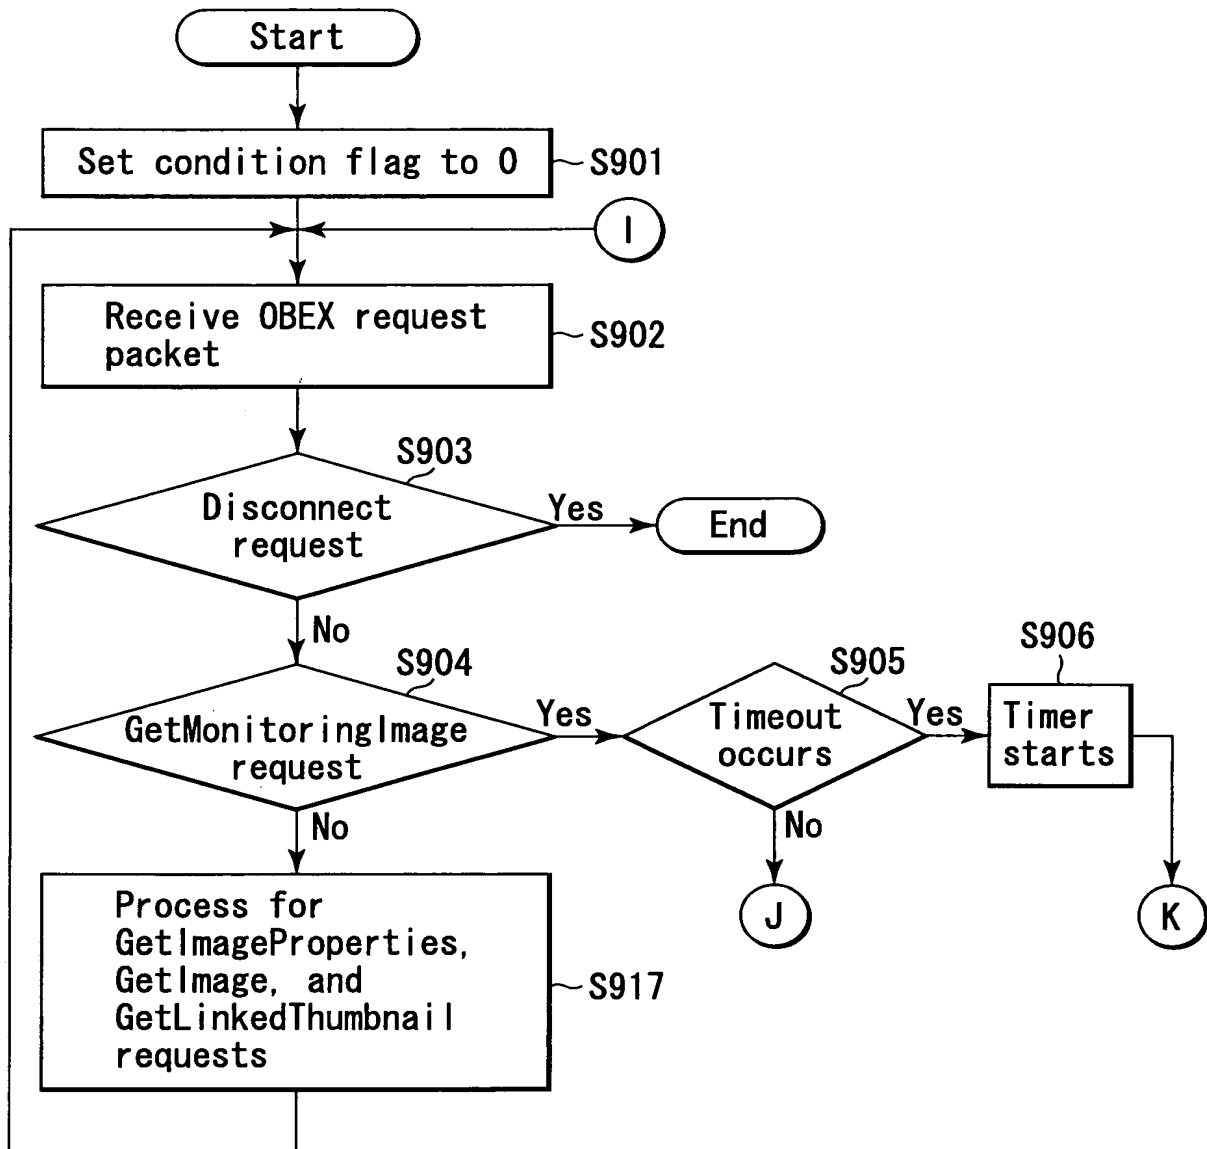 Start
Set condition flag to 0
S901
I
Receive OBEX request
packet
S902
S903
Disconnect
request
Yes
End
No
S904
GetMonitoringImage
request
Yes
S905
Timeout
occurs
Yes
S906
Timer
starts
No
No
J
K
Process for
GetImageProperties,
GetImage, and
GetLinkedThumbnail
requests
S917